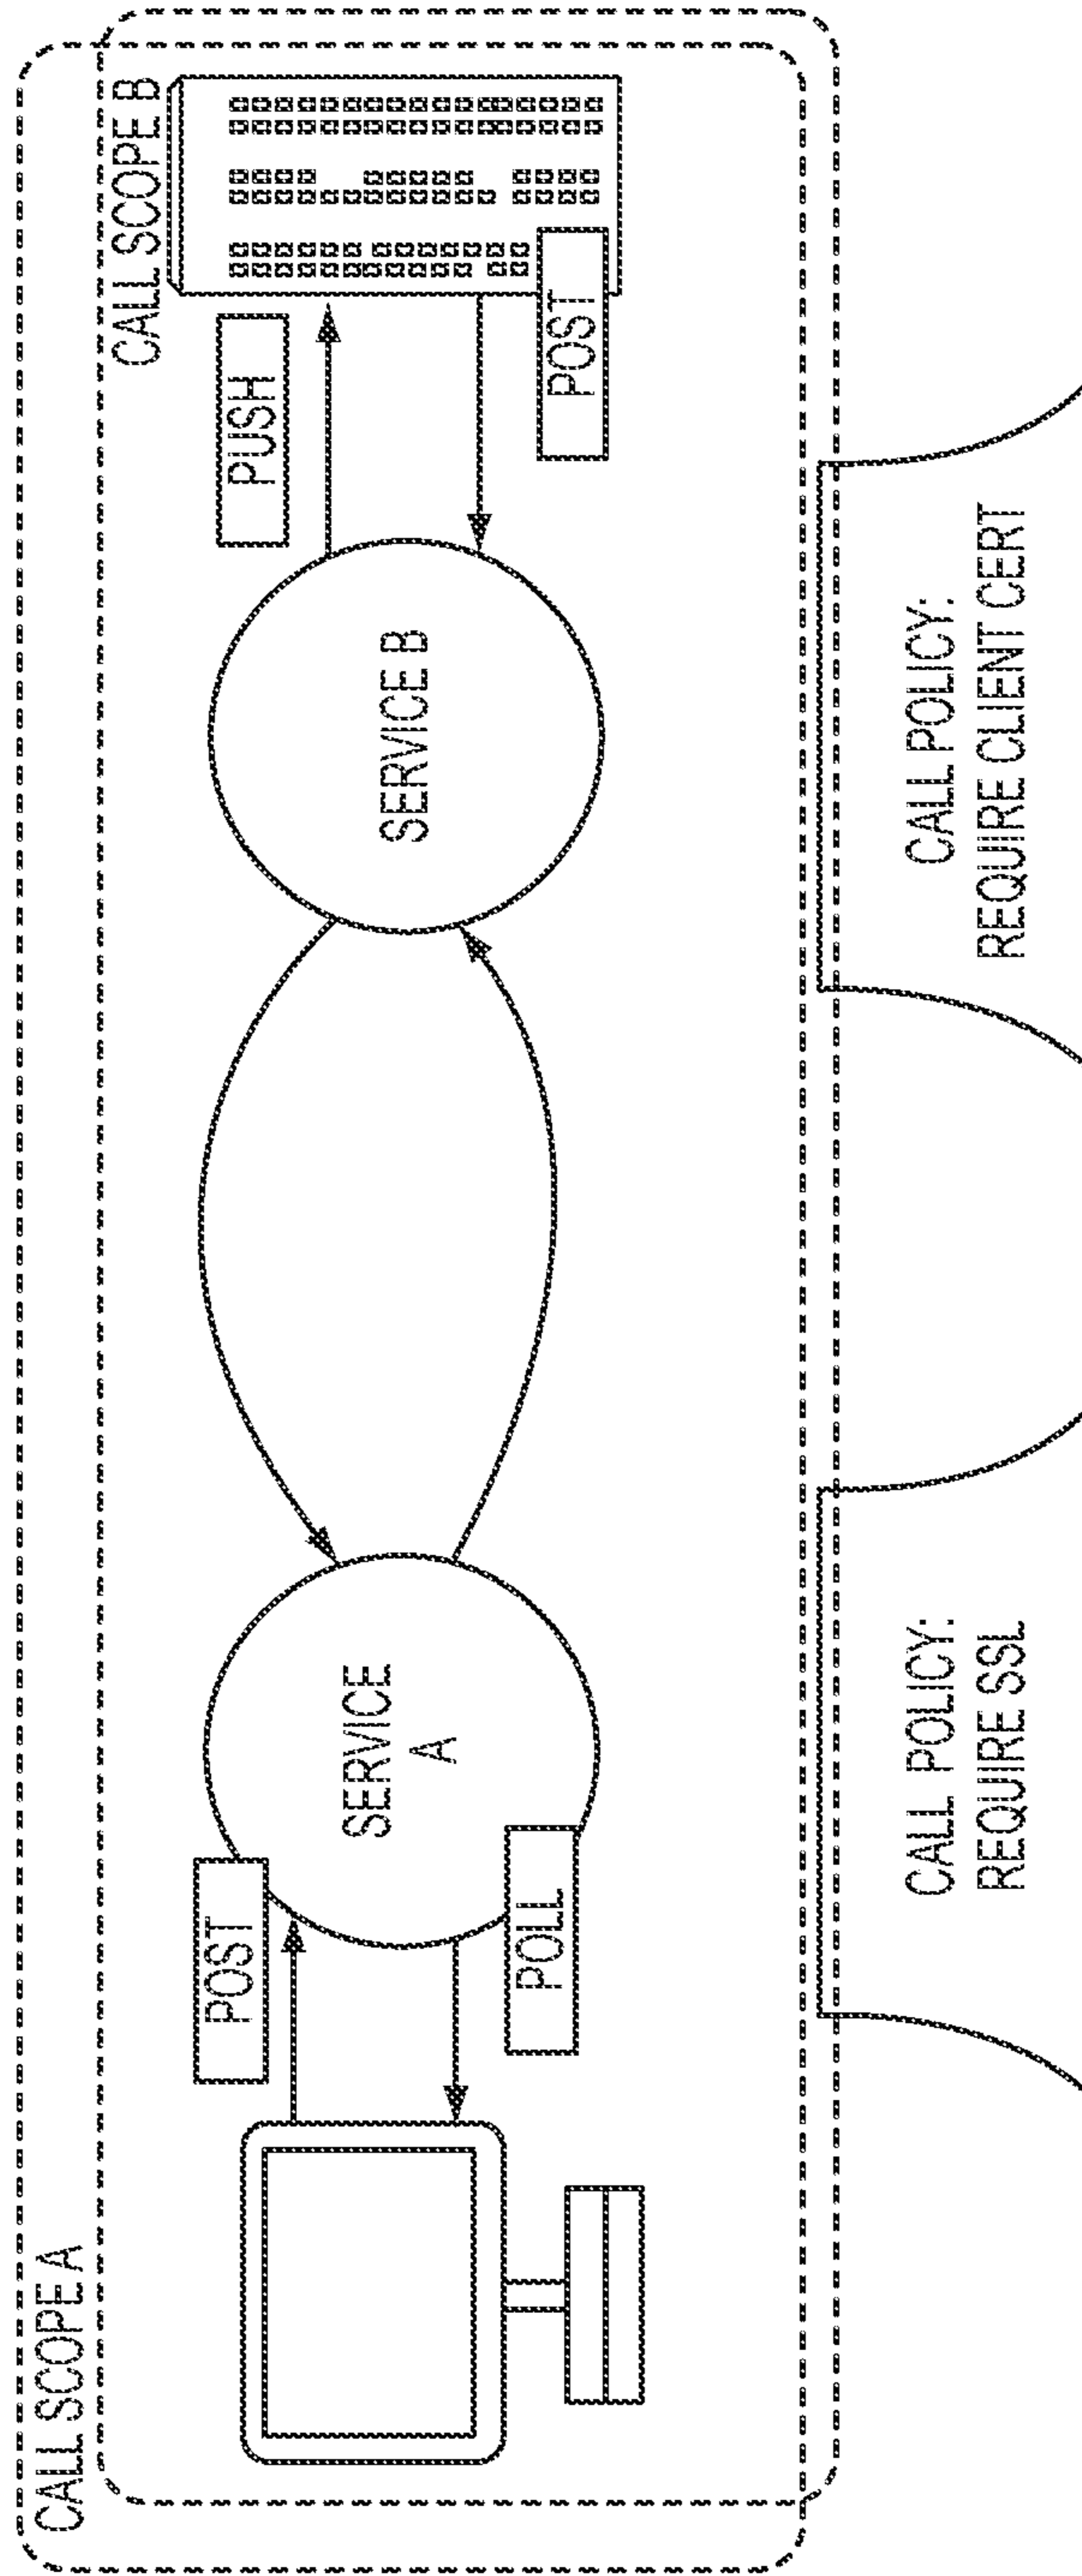 CALL SCOPE A
CALL SCOPE B
POST
SERVICE
A
POLL
SERVICE B
PUSH
POST
CALL POLICY:
REQUIRE SSL
CALL POLICY:
REQUIRE CLIENT CERT